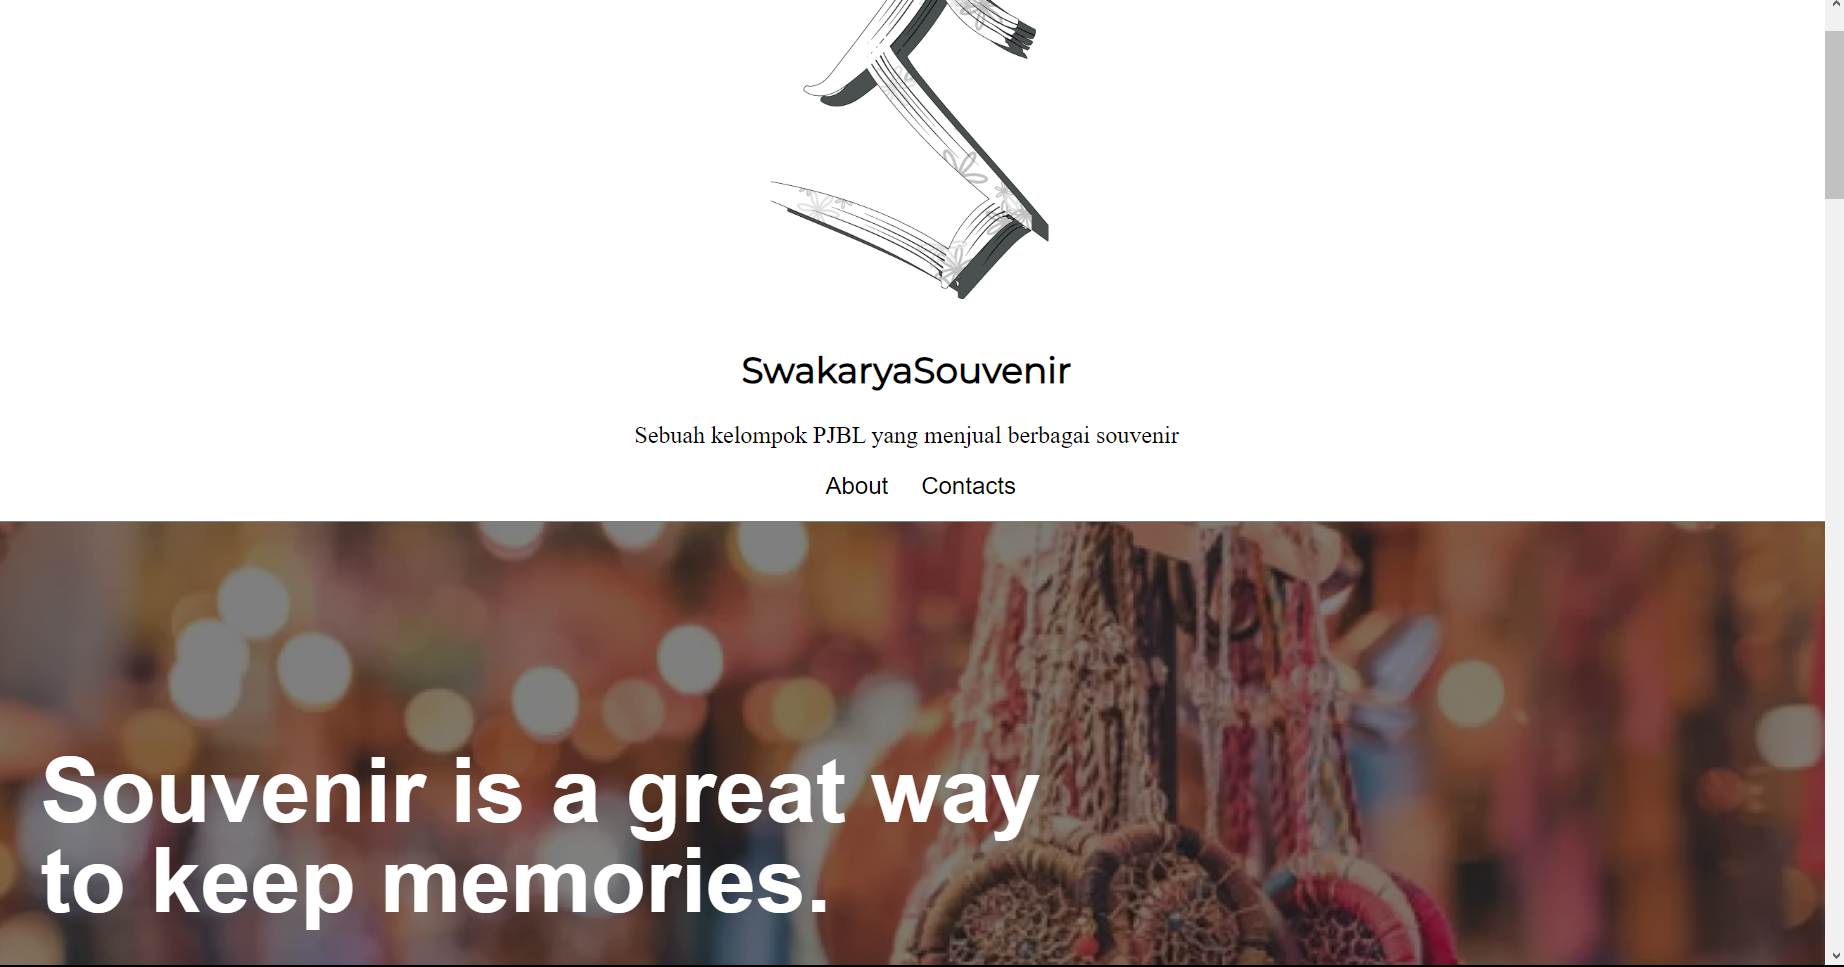 SwakaryaSouvenir
Sebuah kelompok PJBL yang menjual berbagai souvenir
About Contacts
Souvenir is a great way
to keep memories.